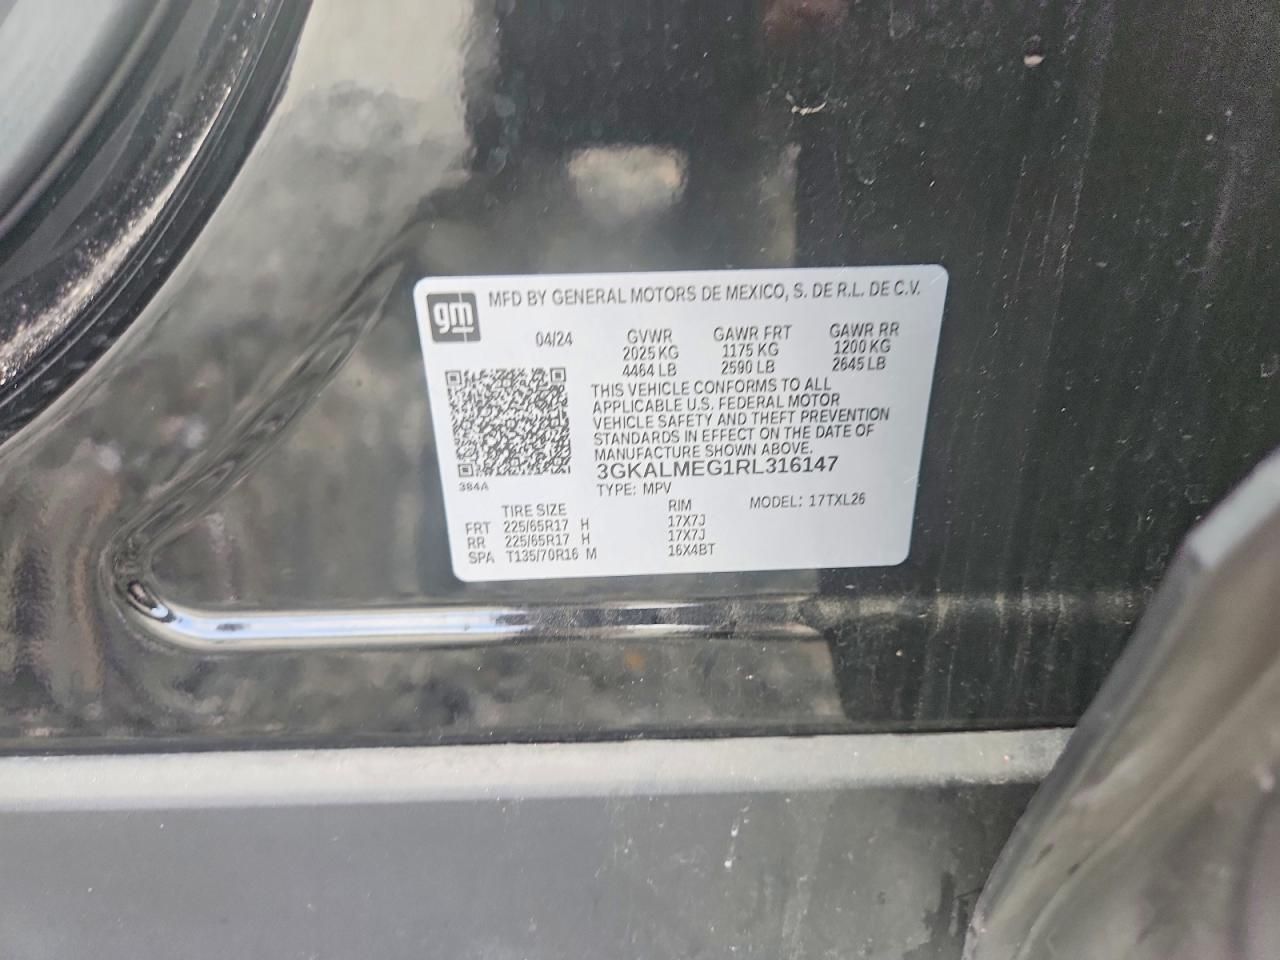 gm MFD BY GENERAL MOTORS DE MEXICO, S. DE R.L. DE C.V.
04/24 GVWR GAWR FRT GAWR RR
2025 KG 1175 KG 1200 KG
4464 LB 2590 LB 2645 LB
THIS VEHICLE CONFORMS TO ALL
APPLICABLE U.S. FEDERAL MOTOR
VEHICLE SAFETY AND THEFT PREVENTION
STANDARDS IN EFFECT ON THE DATE OF
MANUFACTURE SHOWN ABOVE.
3GKALMEG1RL316147
384A TYPE: MPV MODEL: 17TXL26
TIRE SIZE RIM
FRT 225/65R17 H 17X7J
RR 225/65R17 H 17X7J
SPA T135/70R16 M 16X4BT